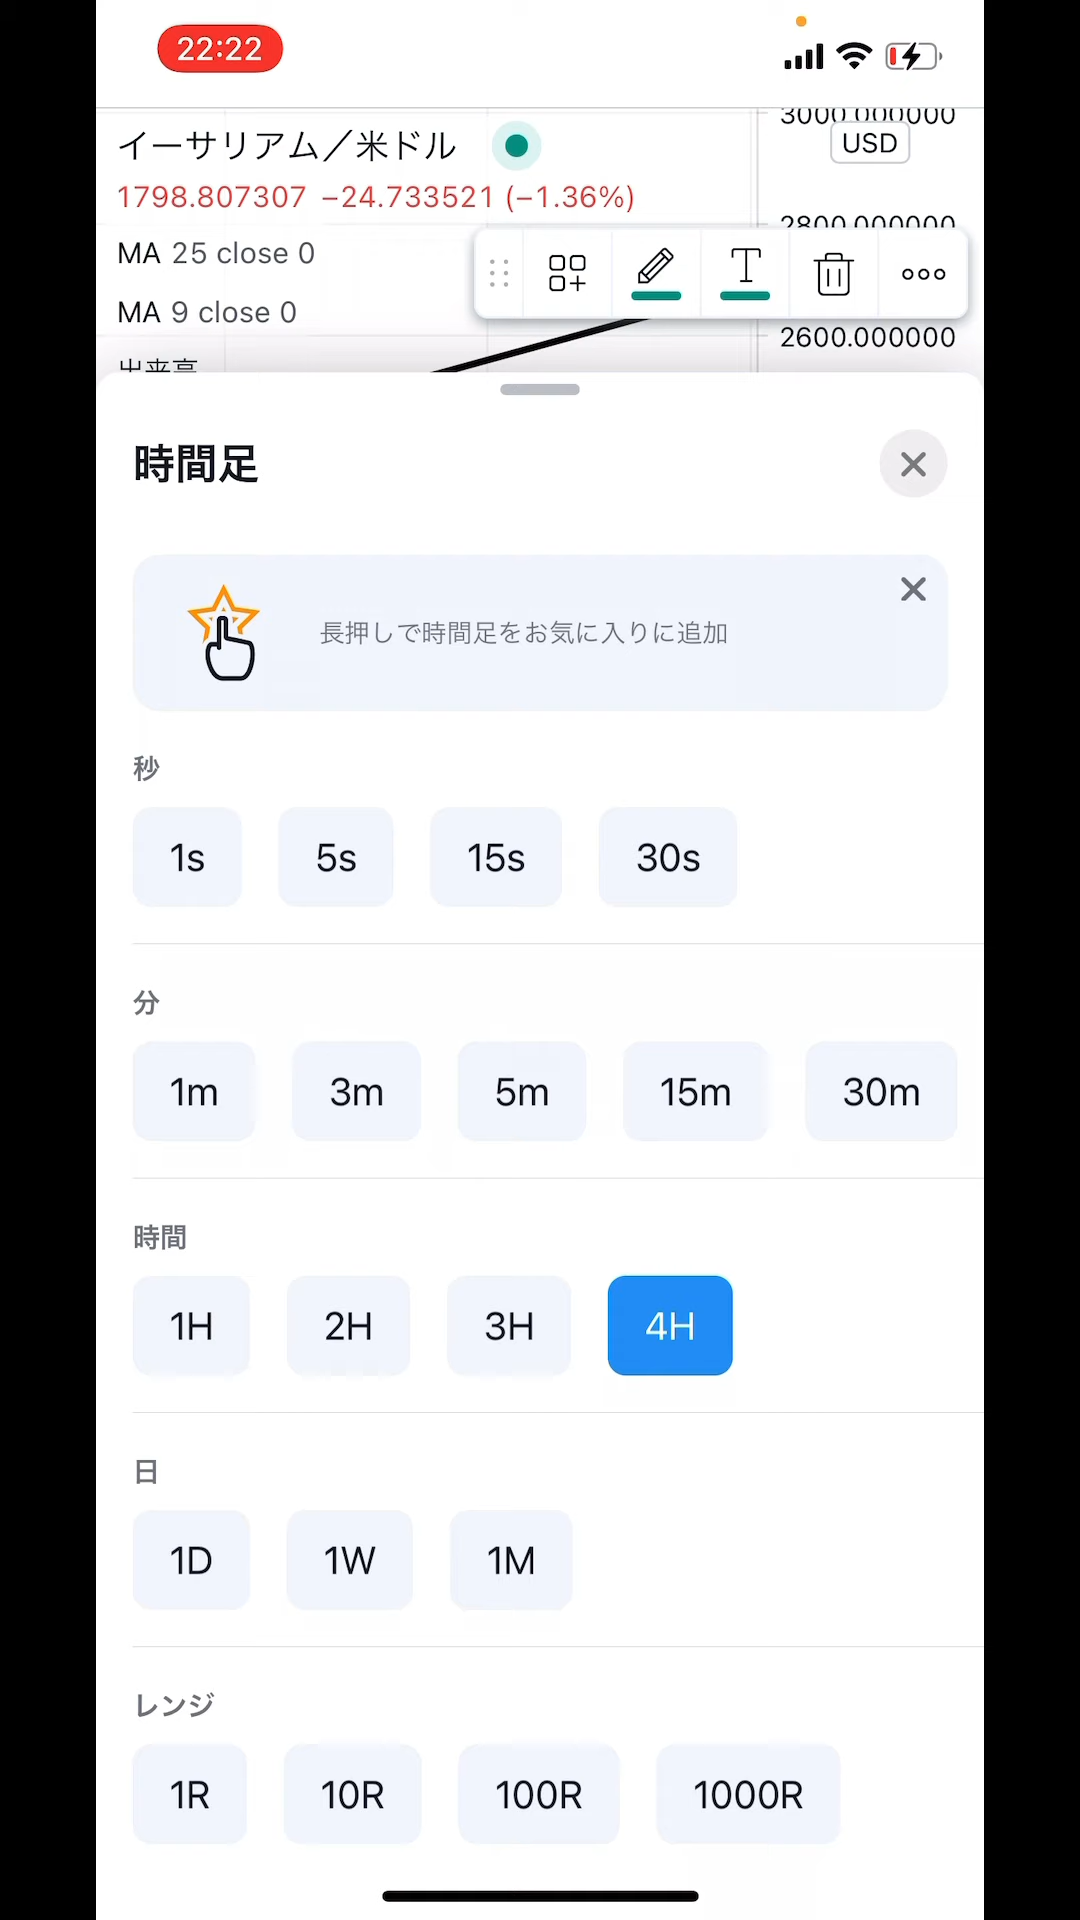 22:22
3000.000000
イーサリアム／米ドル
USD
1798.807307 −24.733521 (−1.36%)
2800.000000
MA 25 close 0
T
MA 9 close 0
2600.000000
出来高
時間足
長押しで時間足をお気に入りに追加
秒
1s 5s 15s 30s
分
1m 3m 5m 15m 30m
時間
1H 2H 3H 4H
日
1D 1W 1M
レンジ
1R 10R 100R 1000R